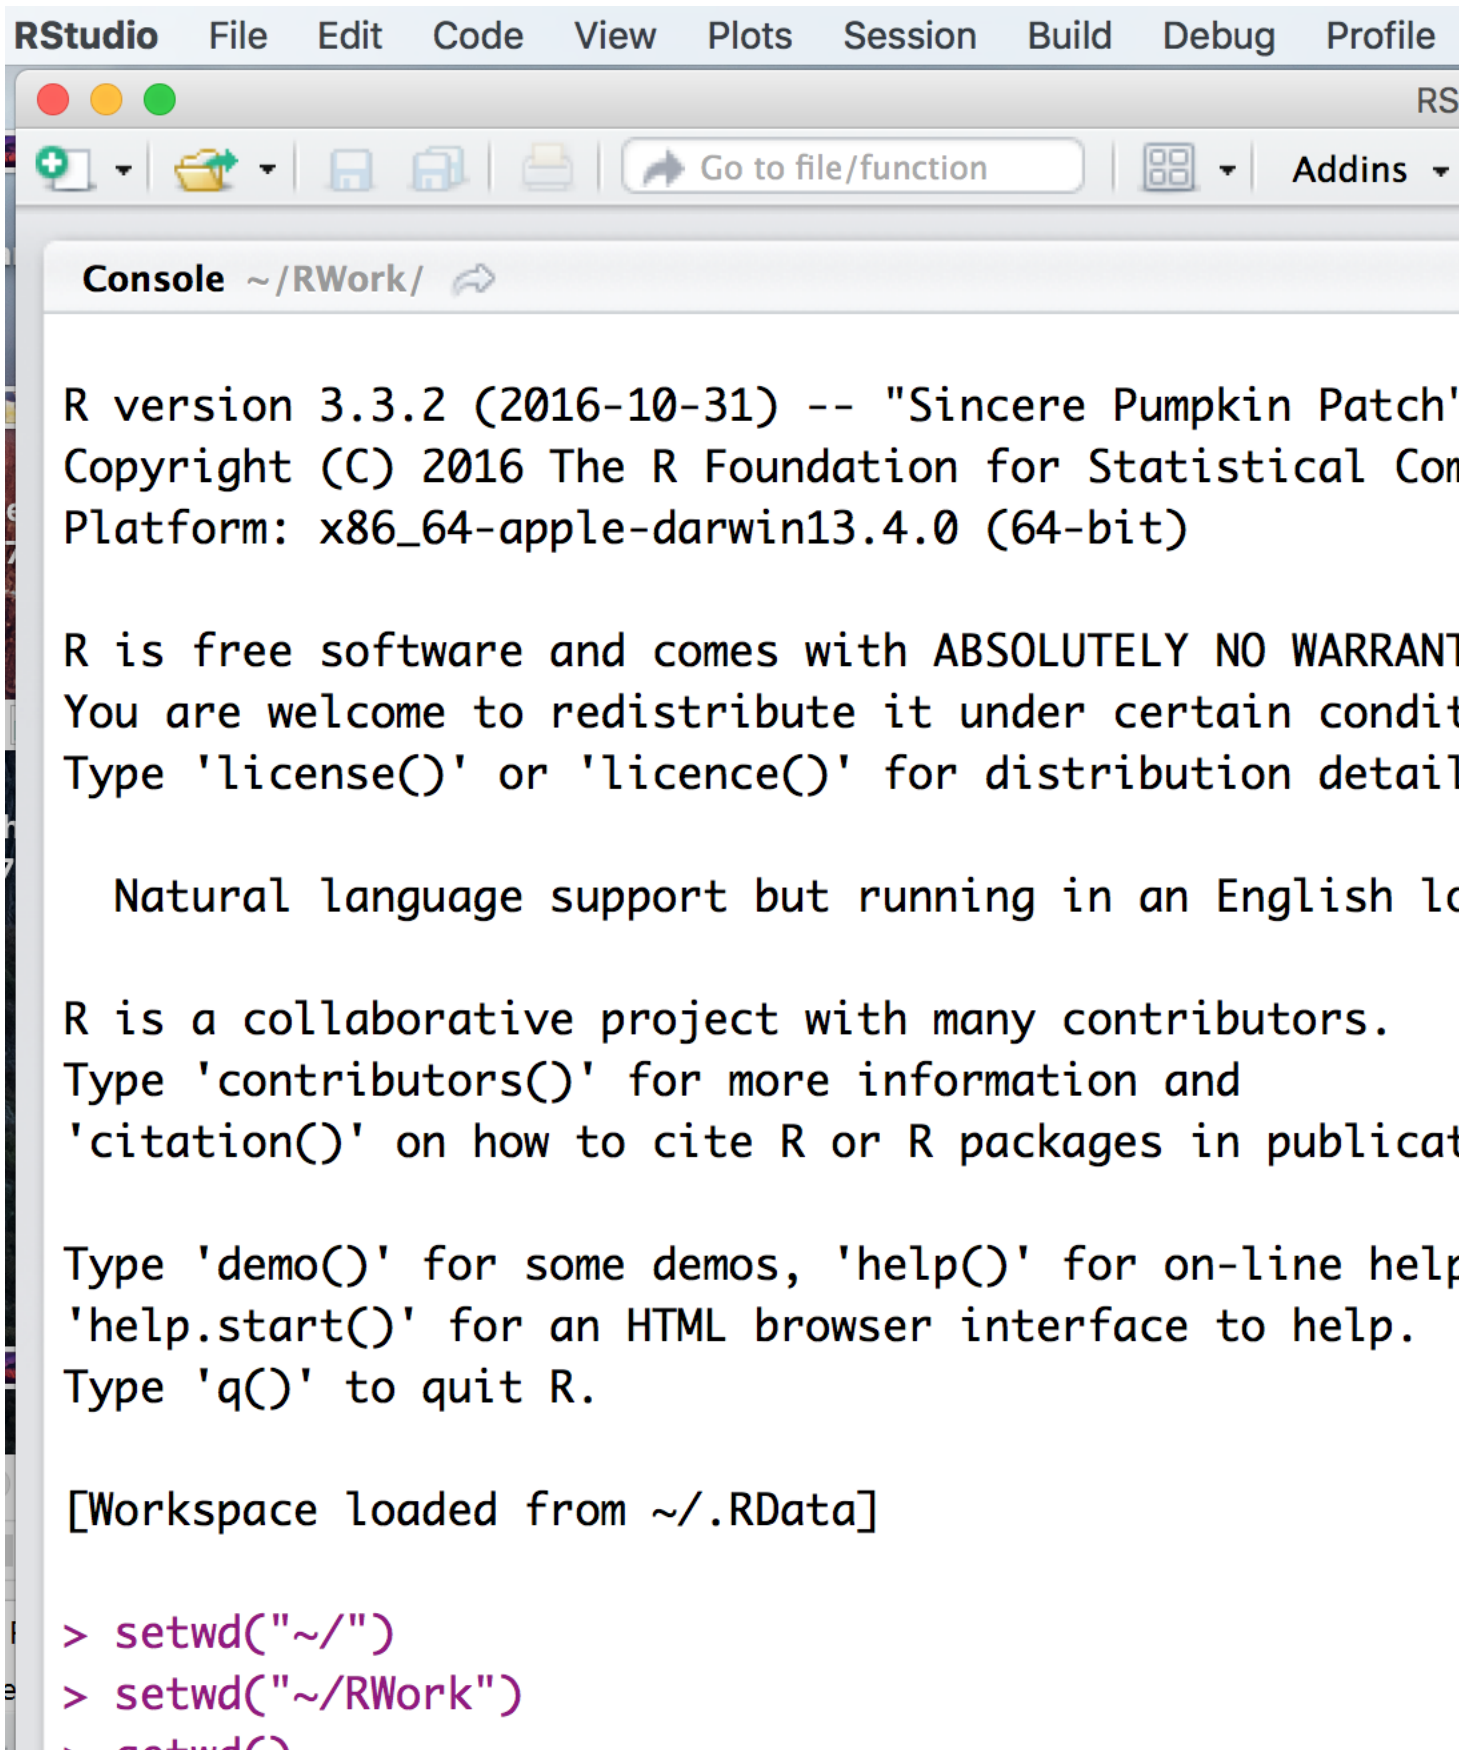 RStudio File Edit Code View Plots Session Build Debug Profile
RS
Go to file/function Addins
Console ~/RWork/
R version 3.3.2 (2016-10-31) -- "Sincere Pumpkin Patch"
Copyright (C) 2016 The R Foundation for Statistical Com
Platform: x86_64-apple-darwin13.4.0 (64-bit)
R is free software and comes with ABSOLUTELY NO WARRANT
You are welcome to redistribute it under certain condit
Type 'license()' or 'licence()' for distribution detail
Natural language support but running in an English lo
R is a collaborative project with many contributors.
Type 'contributors()' for more information and
'citation()' on how to cite R or R packages in publicat
Type 'demo()' for some demos, 'help()' for on-line help
'help.start()' for an HTML browser interface to help.
Type 'q()' to quit R.
[Workspace loaded from ~/.RData]
> setwd("~/")
> setwd("~/RWork")
> setwd()